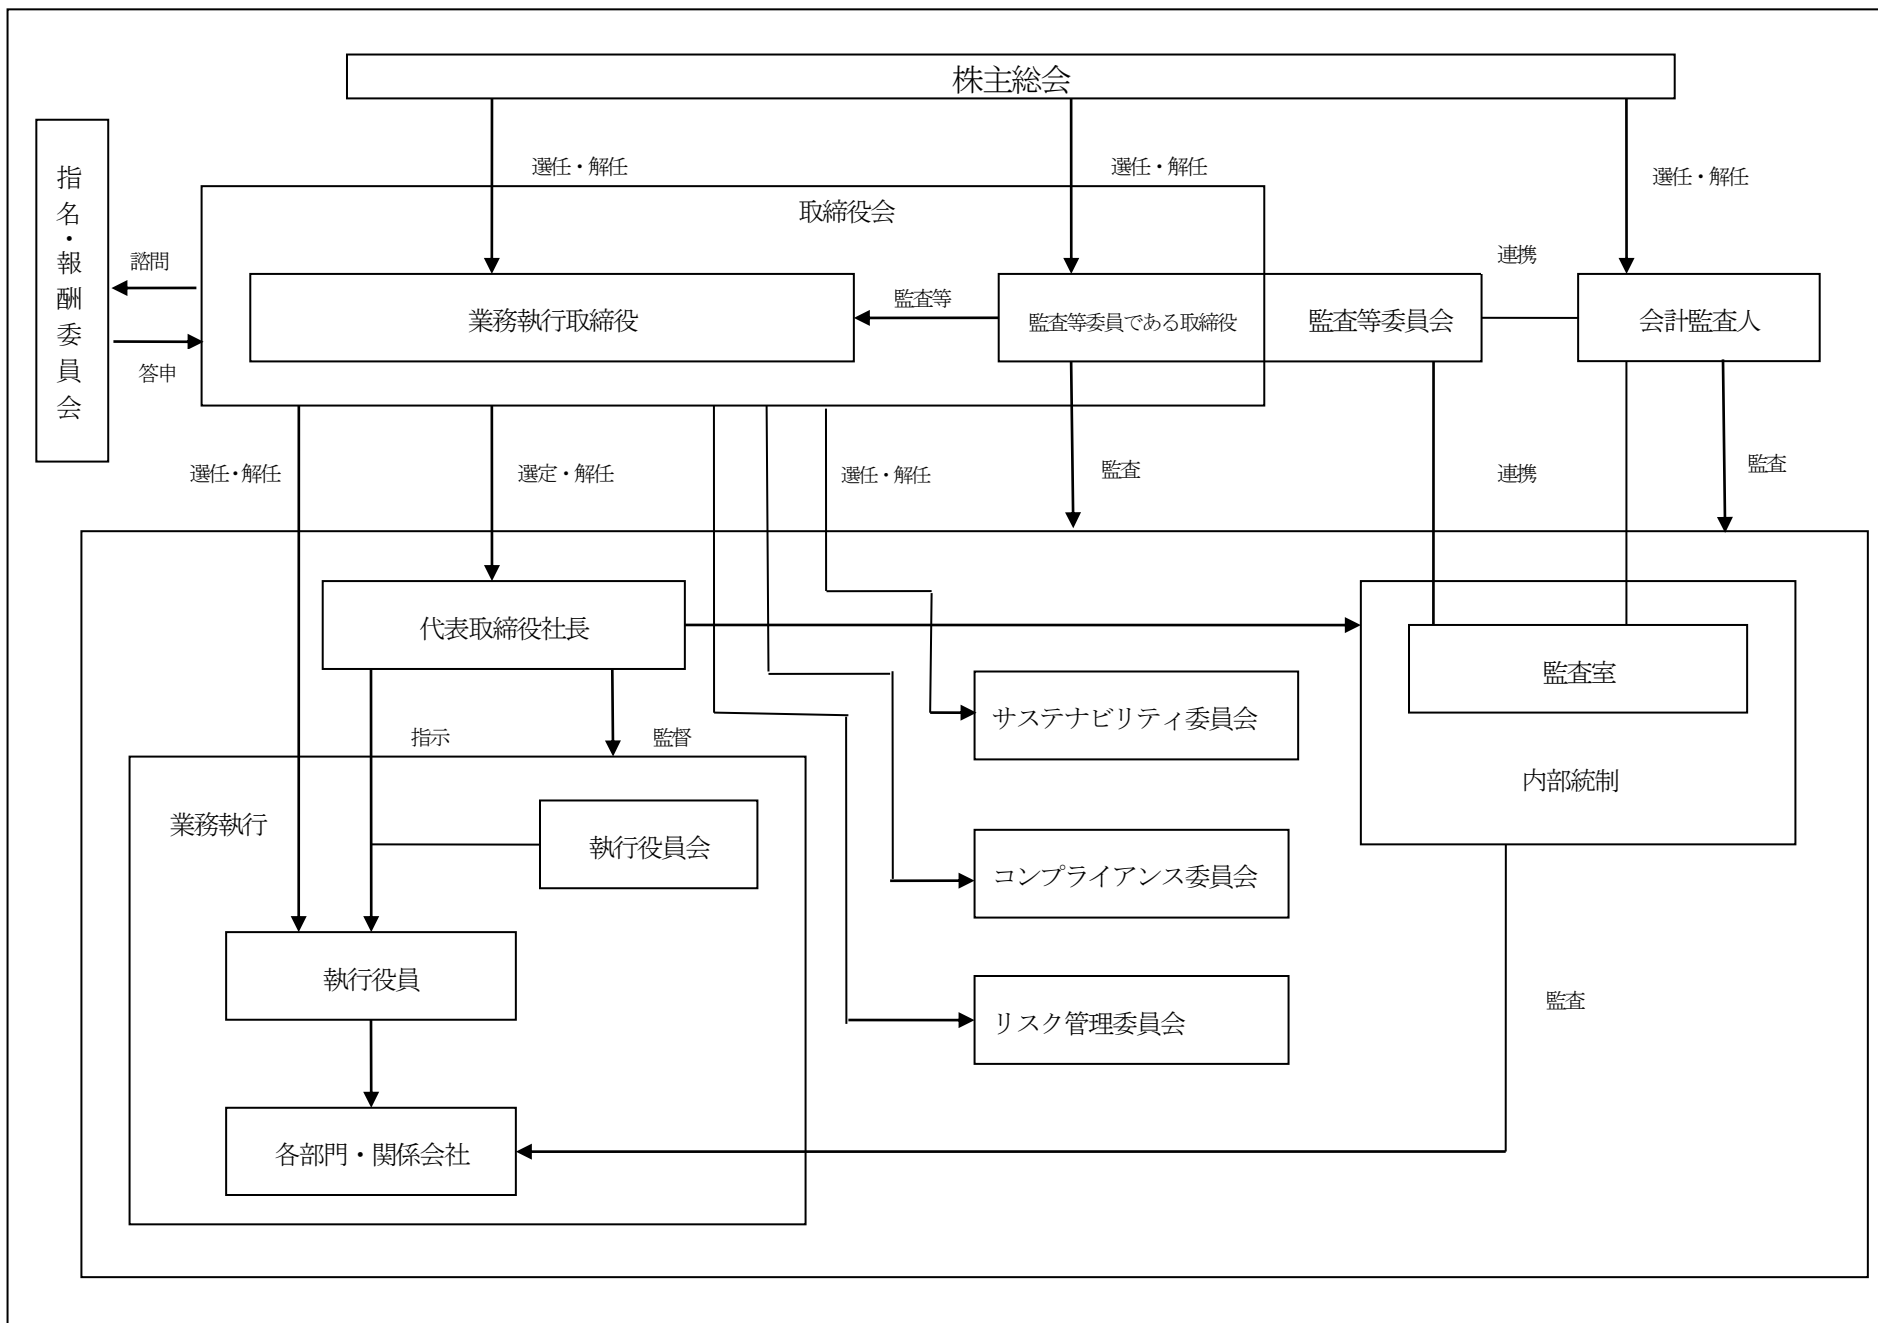 株主総会
指名・報酬委員会
選任・解任
選任・解任
選任・解任
取締役会
諮問
連携
業務執行取締役
監査等
監査等委員である取締役
監査等委員会
会計監査人
答申
選任・解任
選定・解任
選任・解任
監査
連携
監査
代表取締役社長
監査室
サステナビリティ委員会
指示
監督
内部統制
業務執行
執行役員会
コンプライアンス委員会
執行役員
監査
リスク管理委員会
各部門・関係会社